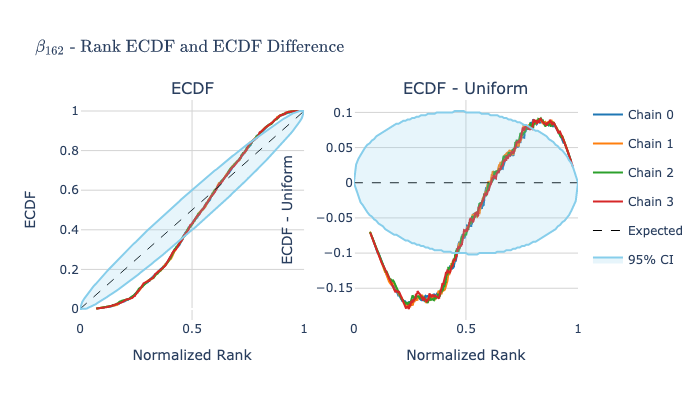 β162 - Rank ECDF and ECDF Difference
ECDF
ECDF - Uniform
1
0.8
0.6
0.4
0.2
0
ECDF
0
0.5
1
Normalized Rank
0.1
0.05
0
−0.05
−0.1
−0.15
ECDF - Uniform
0
0.5
1
Normalized Rank
Chain 0
Chain 1
Chain 2
Chain 3
Expected
95% CI